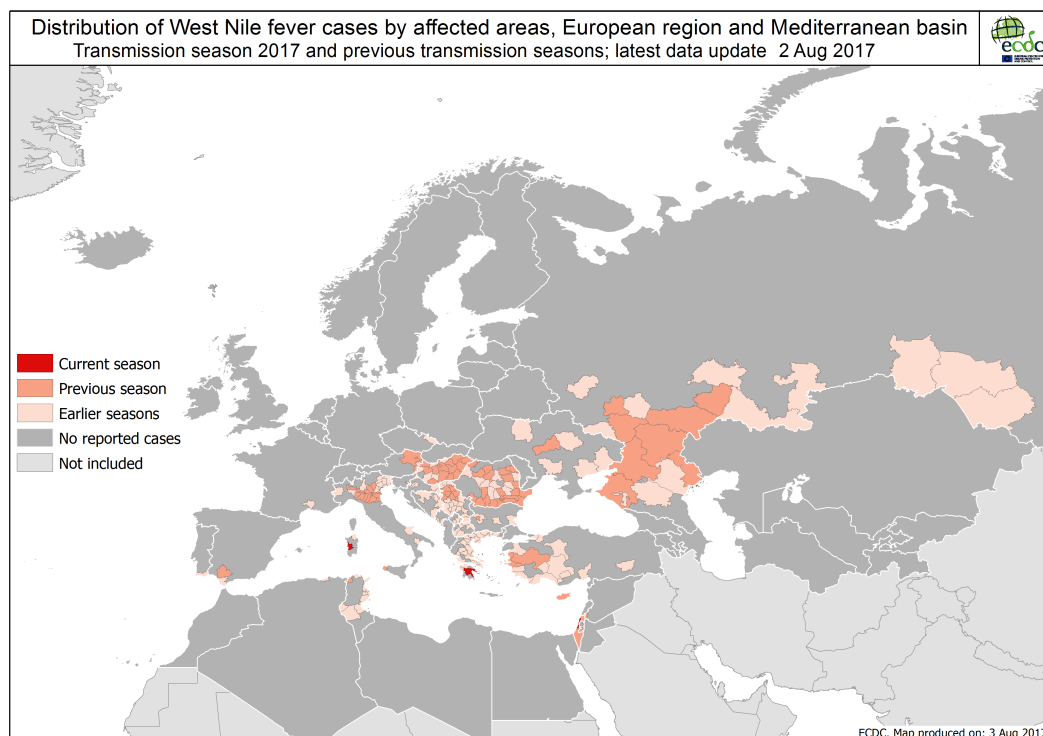 Distribution of West Nile fever cases by affected areas, European region and Mediterranean basin
Transmission season 2017 and previous transmission seasons; latest data update 2 Aug 2017
ecdc
Current season
Previous season
Earlier seasons
No reported cases
Not included
ECDC. Map produced on: 3 Aug 2017